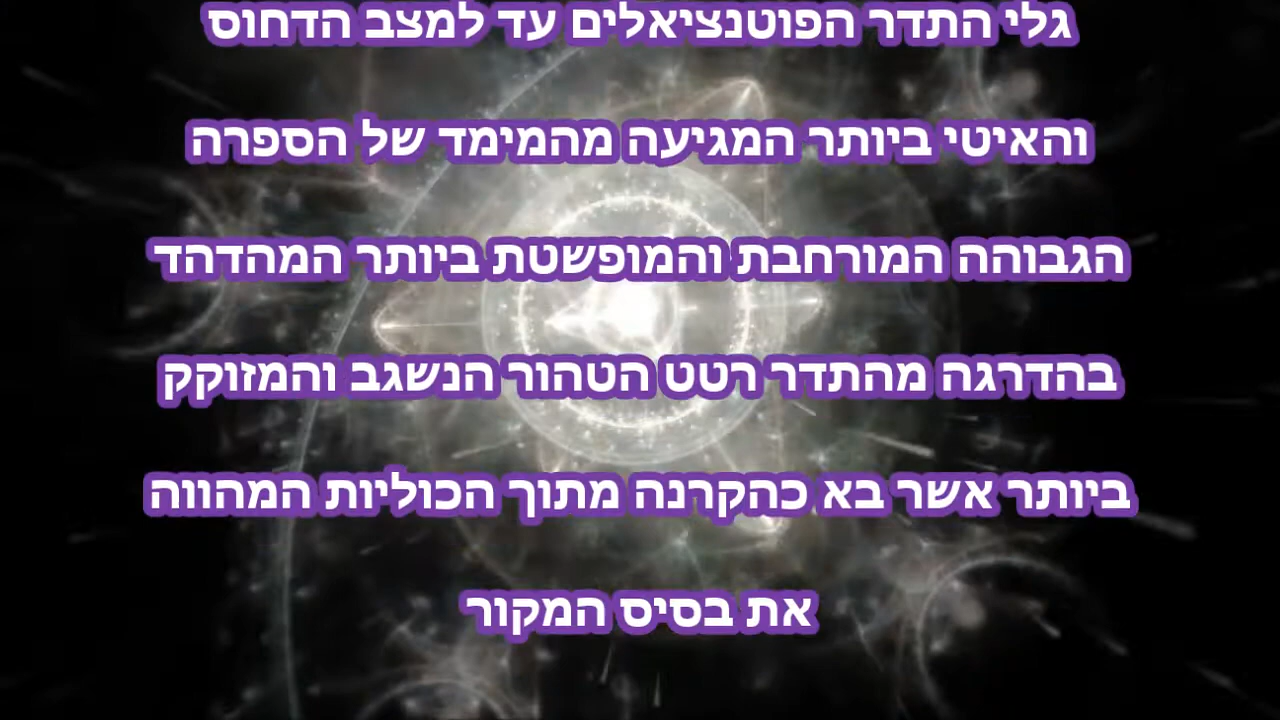 גלי התדר הפוטנציאלים עד למצב הדחוס
והאיטי ביותר המגיעה מהמימד של הספרה
הגבוהה המורחבת והמופשטת ביותר המהדהד
בהדרגה מהתדר רטט הטהור הנשגב והמזוקק
ביותר אשר בא כהקרנה מתוך הכוליות המהווה
את בסיס המקור